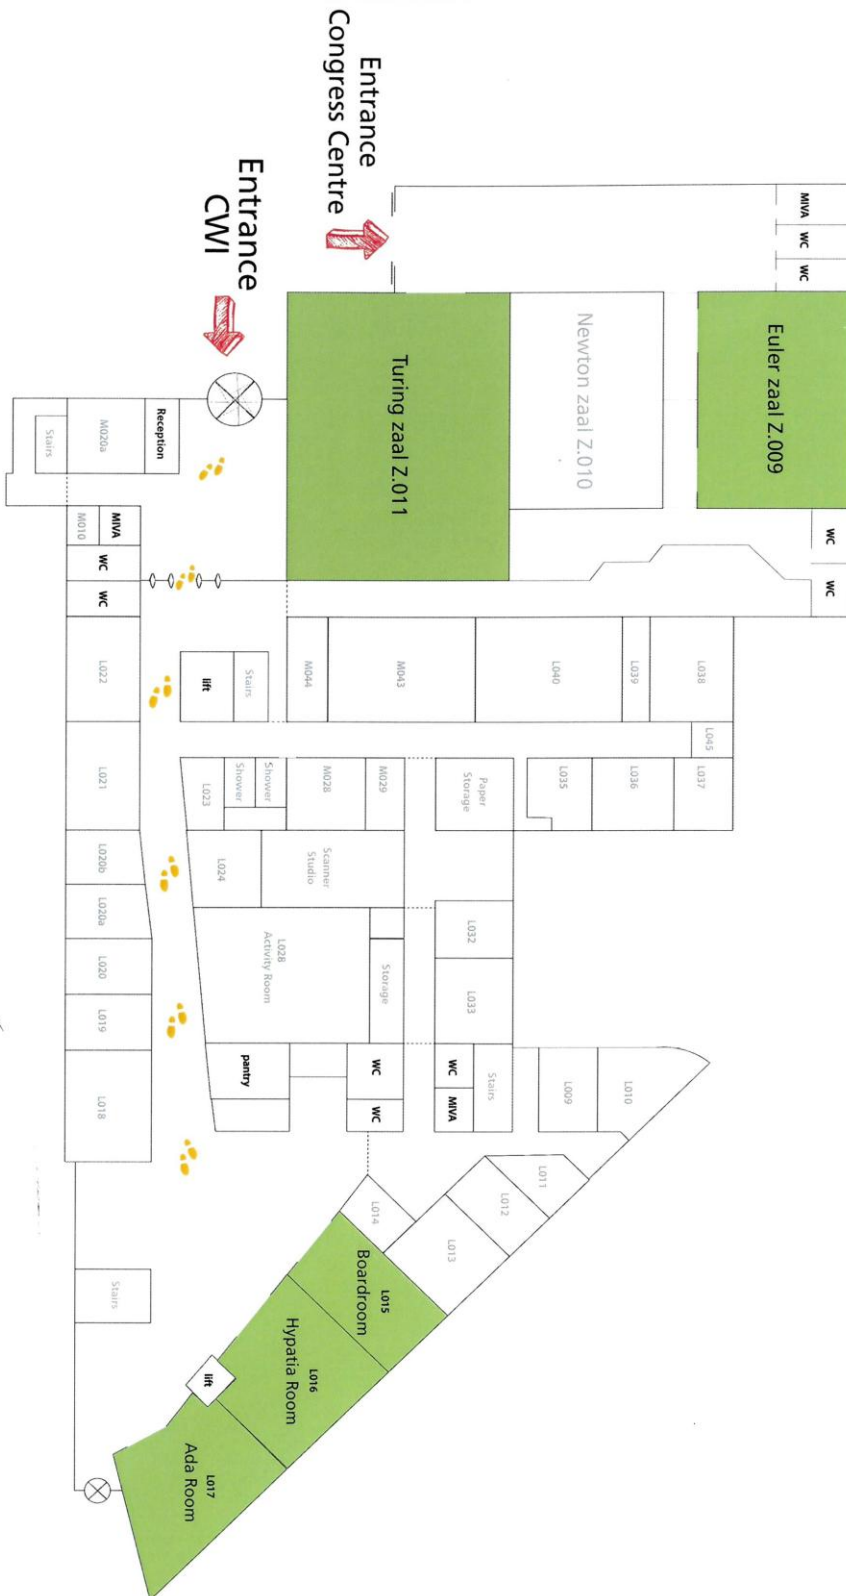 MIVA
WC
WC
Euler zaal Z.009
WC
WC
Newton zaal Z.010
Entrance
Congress Centre
Turing zaal Z.011
Entrance
CWI
Reception
M020a
Stairs
MIVA
M010
WC
WC
L038
L039
L040
M043
M044
Stairs
lift
L022
L045
L037
L036
L035
Paper
Storage
M029
M028
Shower
Shower
L023
L021
Scanner
Studio
L024
L020b
L020a
L032
L033
Storage
L028
Activity Room
L020
L019
L010
L009
Stairs
WC
MIVA
WC
WC
pantry
L018
L011
L012
L013
L014
L015
Boardroom
L016
Hypatia Room
lift
Stairs
L017
Ada Room